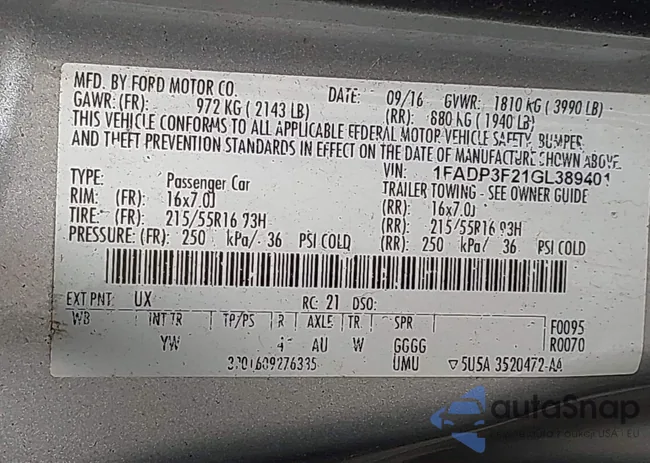 MFD. BY FORD MOTOR CO.
DATE: 09/16 GVWR: 1810 KG ( 3990 LB)
GAWR: (FR): 972 KG ( 2143 LB) (RR): 880 KG ( 1940 LB)
THIS VEHICLE CONFORMS TO ALL APPLICABLE FEDERAL MOTOR VEHICLE SAFETY, BUMPER,
AND THEFT PREVENTION STANDARDS IN EFFECT ON THE DATE OF MANUFACTURE SHOWN ABOVE.
VIN: 1FADP3F21GL389401
TYPE: Passenger Car TRAILER TOWING - SEE OWNER GUIDE
RIM: (FR): 16x7.0J (RR): 16x7.0J
TIRE: (FR): 215/55R16 93H (RR): 215/55R16 93H
PRESSURE: (FR): 250 kPa/ 36 PSI COLD (RR): 250 kPa/ 36 PSI COLD
EXT PNT: UX RC: 21 DSO:
WB INT TR TP/PS R AXLE TR SPR F0095
YW 4 AU W GGGG R0070
UMU ▽5U5A 3520472-AA
autoSnap